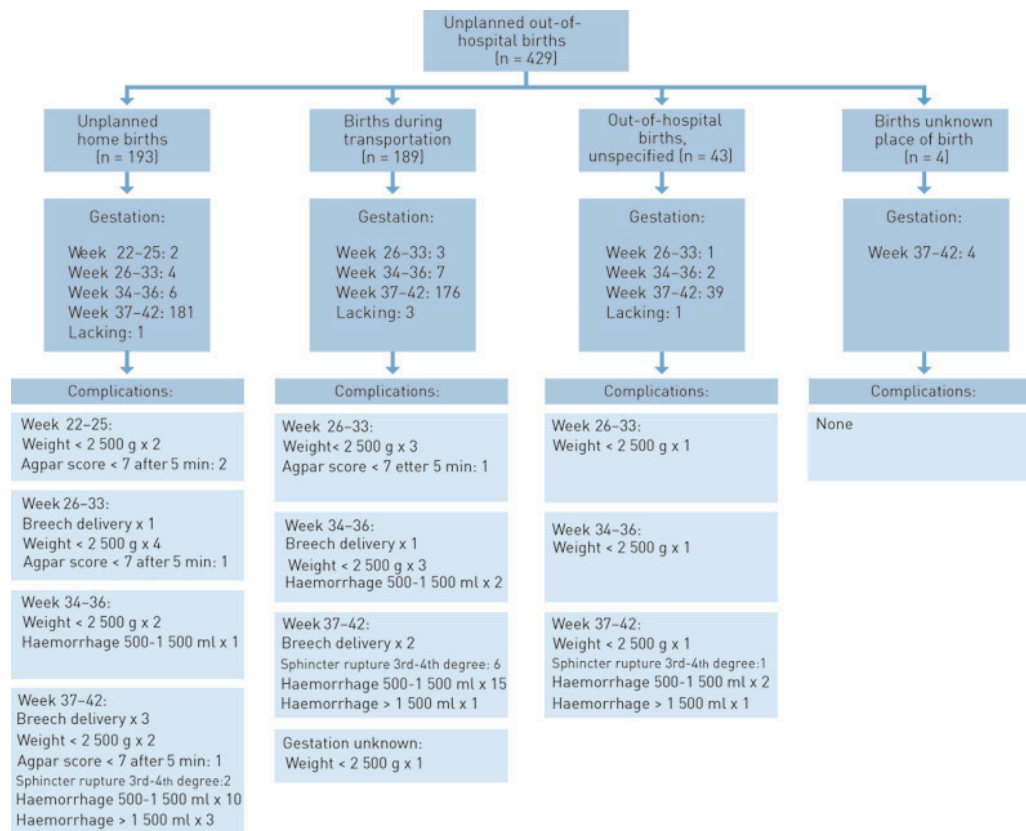 Unplanned out-of-
hospital births
(n = 429)
Unplanned
home births
(n = 193)
Births during
transportation
(n = 189)
Out-of-hospital
births,
unspecified (n = 43)
Births unknown
place of birth
(n = 4)
Gestation:
Week 22–25: 2
Week 26–33: 4
Week 34–36: 6
Week 37–42: 181
Lacking: 1
Gestation:
Week 26–33: 3
Week 34–36: 7
Week 37–42: 176
Lacking: 3
Gestation:
Week 26–33: 1
Week 34–36: 2
Week 37–42: 39
Lacking: 1
Gestation:
Week 37–42: 4
Complications:
Week 22–25:
Weight < 2 500 g x 2
Agpar score < 7 after 5 min: 2
Week 26–33:
Breech delivery x 1
Weight < 2 500 g x 4
Agpar score < 7 after 5 min: 1
Week 34–36:
Weight < 2 500 g x 2
Haemorrhage 500-1 500 ml x 1
Week 37–42:
Breech delivery x 3
Weight < 2 500 g x 2
Agpar score < 7 after 5 min: 1
Sphincter rupture 3rd-4th degree:2
Haemorrhage 500-1 500 ml x 10
Haemorrhage > 1 500 ml x 3
Complications:
Week 26–33:
Weight< 2 500 g x 3
Agpar score < 7 etter 5 min: 1
Week 34–36:
Breech delivery x 1
Weight < 2 500 g x 3
Haemorrhage 500-1 500 ml x 2
Week 37–42:
Breech delivery x 2
Sphincter rupture 3rd-4th degree: 6
Haemorrhage 500-1 500 ml x 15
Haemorrhage > 1 500 ml x 1
Gestation unknown:
Weight < 2 500 g x 1
Complications:
Week 26–33:
Weight < 2 500 g x 1
Week 34–36:
Weight < 2 500 g x 1
Week 37–42:
Weight < 2 500 g x 1
Sphincter rupture 3rd-4th degree:1
Haemorrhage 500-1 500 ml x 2
Haemorrhage > 1 500 ml x 1
Complications:
None